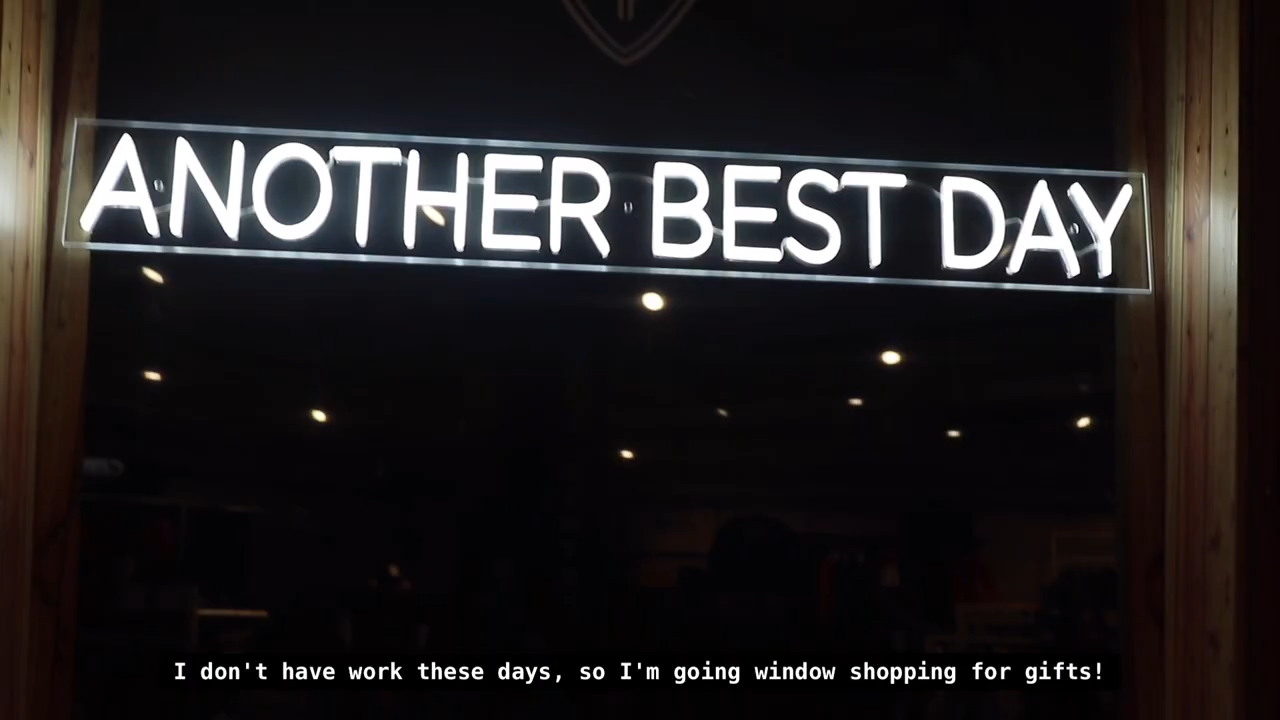 ANOTHER BEST DAY
I don't have work these days, so I'm going window shopping for gifts!